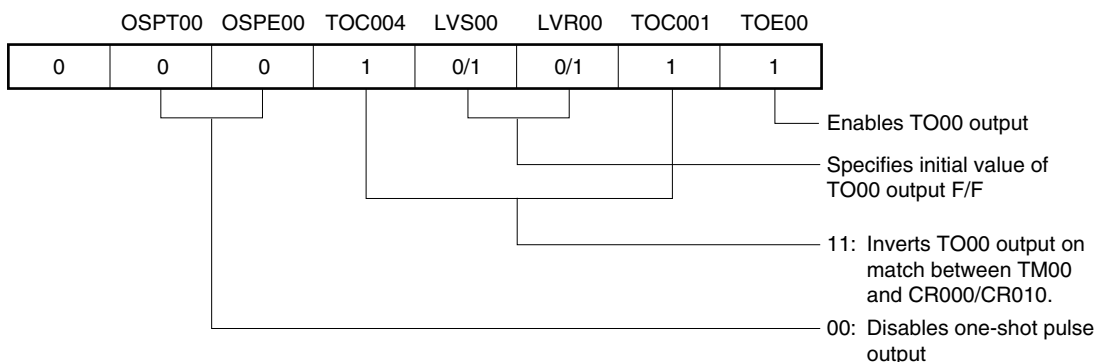 OSPT00 OSPE00 TOC004 LVS00 LVR00 TOC001 TOE00
0 0 0 1 0/1 0/1 1 1
Enables TO00 output
Specifies initial value of
TO00 output F/F
11: Inverts TO00 output on
match between TM00
and CR000/CR010.
00: Disables one-shot pulse
output